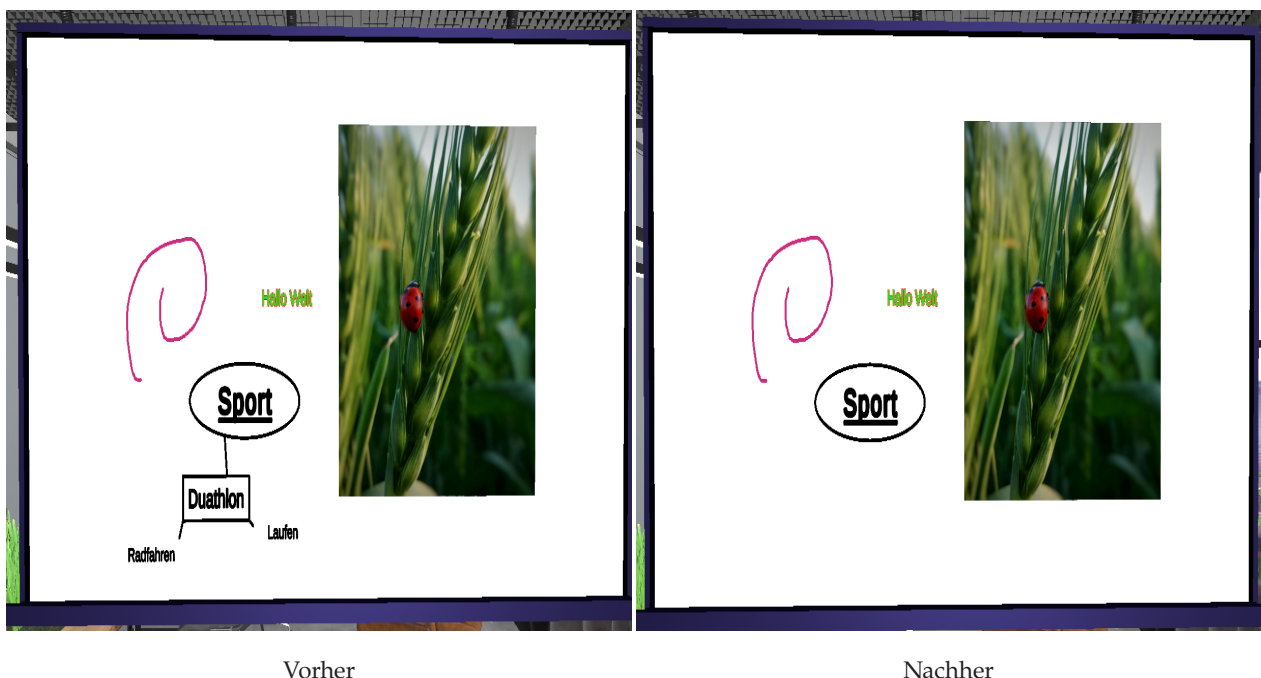 Hallo Welt
Sport
Duathlon
Laufen
Radfahren
Hallo Welt
Sport
Vorher
Nachher